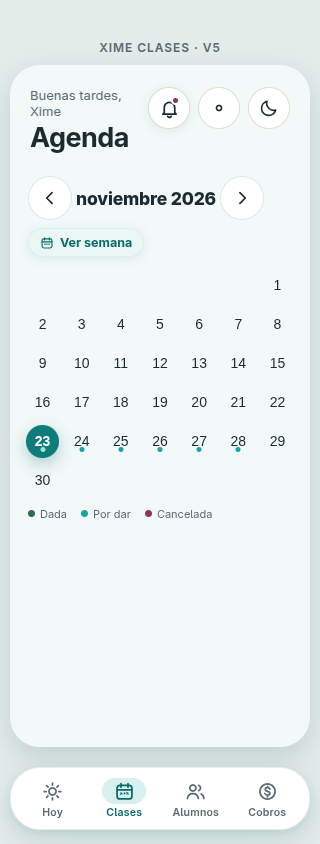 XIME CLASES · V5
Buenas tardes,
Xime
Agenda
noviembre 2026
Ver semana
1
2 3 4 5 6 7 8
9 10 11 12 13 14 15
16 17 18 19 20 21 22
23 24 25 26 27 28 29
30
Dada Por dar Cancelada
Hoy Clases Alumnos Cobros